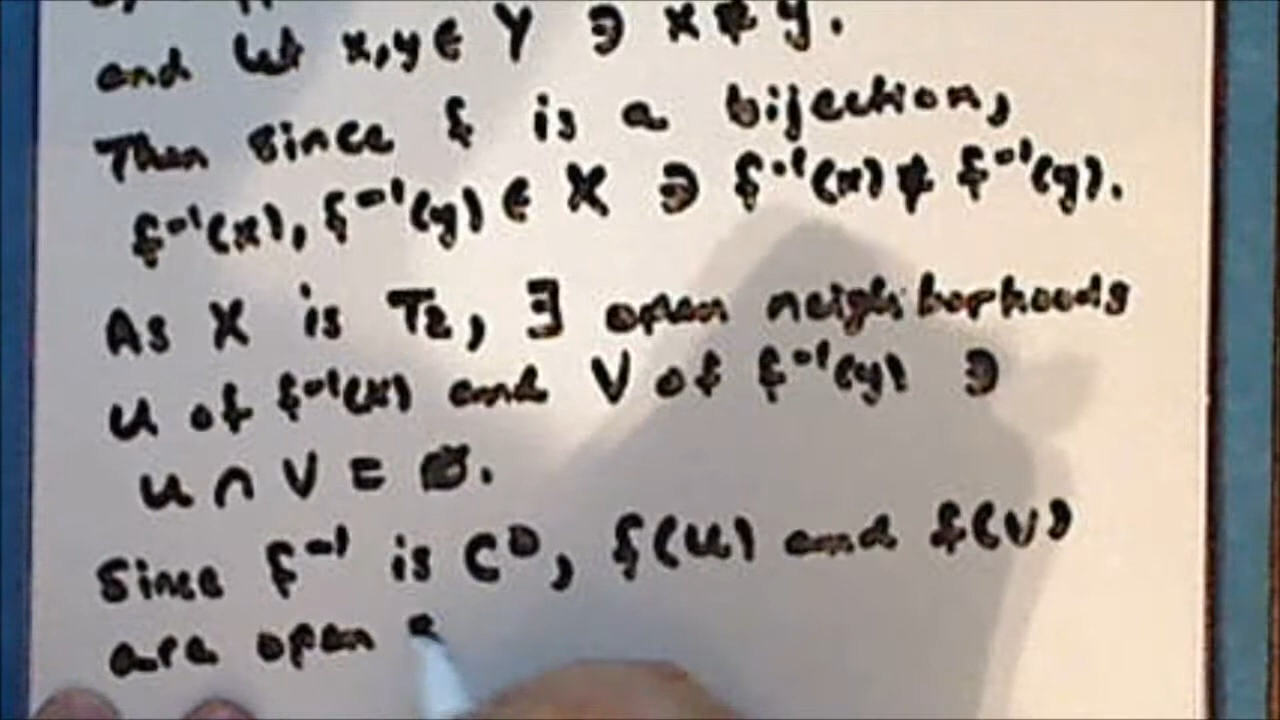 and let x, y ∈ Y ∋ x ≠ y.
Then since f is a bijection,
f⁻¹(x), f⁻¹(y) ∈ X ∋ f⁻¹(x) ≠ f⁻¹(y).
As X is T₂, ∃ open neighborhoods
U of f⁻¹(x) and V of f⁻¹(y) ∋
U ∩ V = Ø.
Since f⁻¹ is C⁰, f(U) and f(V)
are open